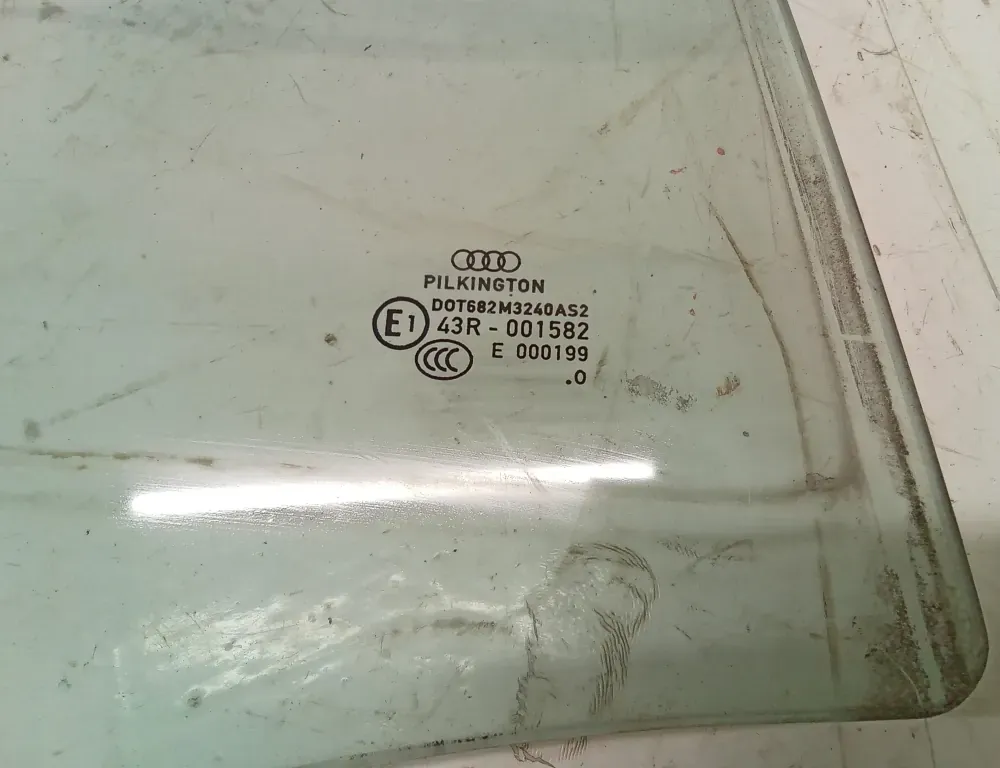 PILKINGTON
DOT682M3240AS2
E1 43R - 001582
CCC E 000199
.0